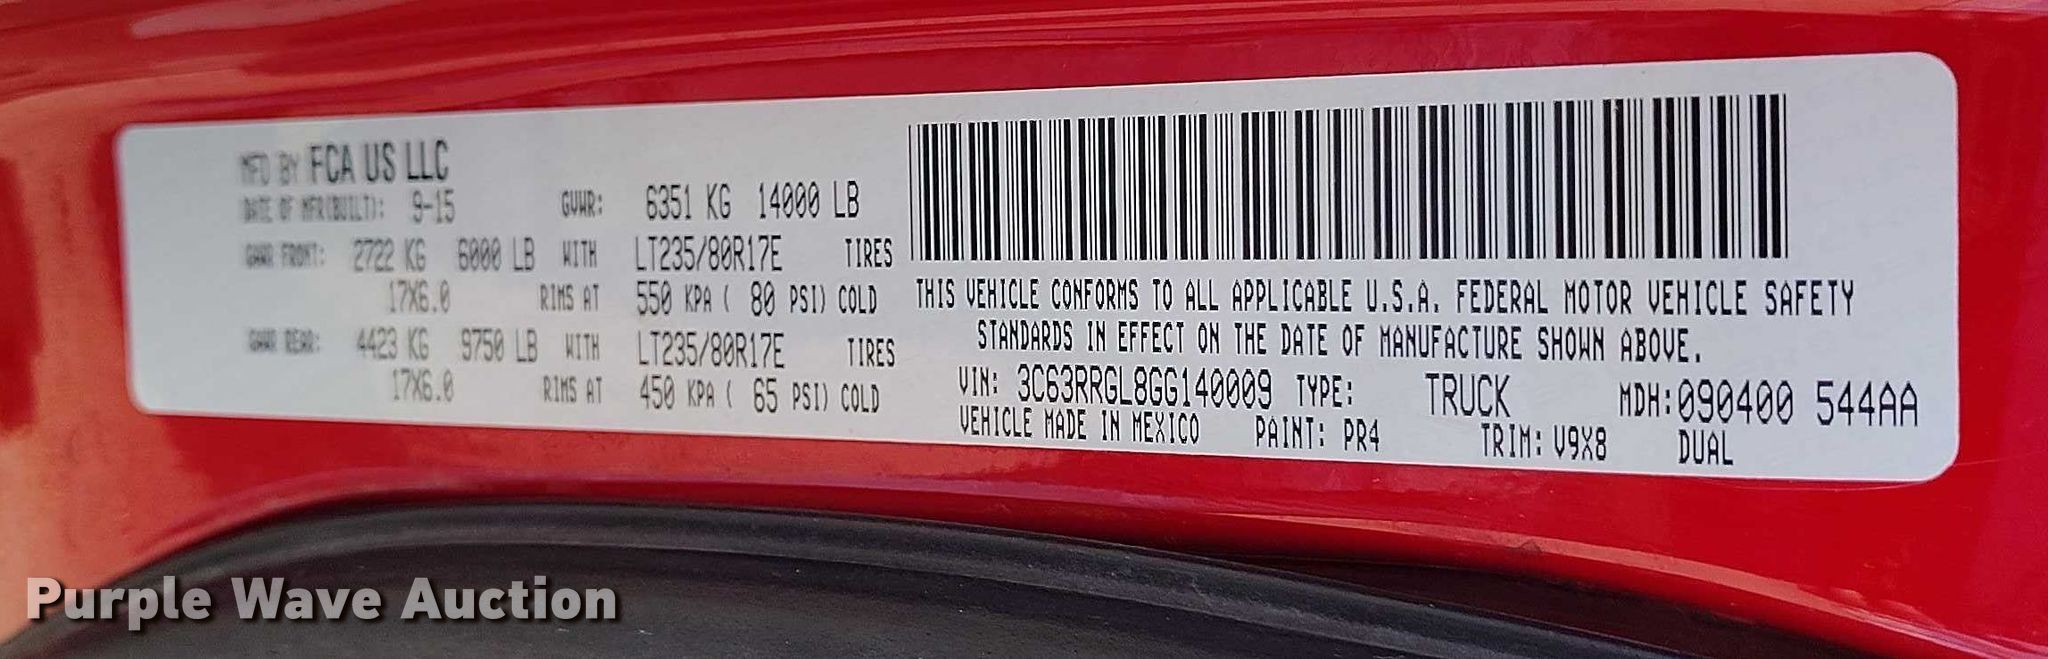 MFD BY FCA US LLC
DATE OF MFR(BUILT): 9-15 GVWR: 6351 KG 14000 LB
GAWR FRONT: 2722 KG 6000 LB WITH LT235/80R17E TIRES
17X6.0 RIMS AT 550 KPA ( 80 PSI) COLD
GAWR REAR: 4423 KG 9750 LB WITH LT235/80R17E TIRES
17X6.0 RIMS AT 450 KPA ( 65 PSI) COLD
THIS VEHICLE CONFORMS TO ALL APPLICABLE U.S.A. FEDERAL MOTOR VEHICLE SAFETY
STANDARDS IN EFFECT ON THE DATE OF MANUFACTURE SHOWN ABOVE.
VIN: 3C63RRGL8GG140009 TYPE: TRUCK MDH:090400 544AA
VEHICLE MADE IN MEXICO PAINT: PR4 TRIM: V9X8 DUAL
Purple Wave Auction